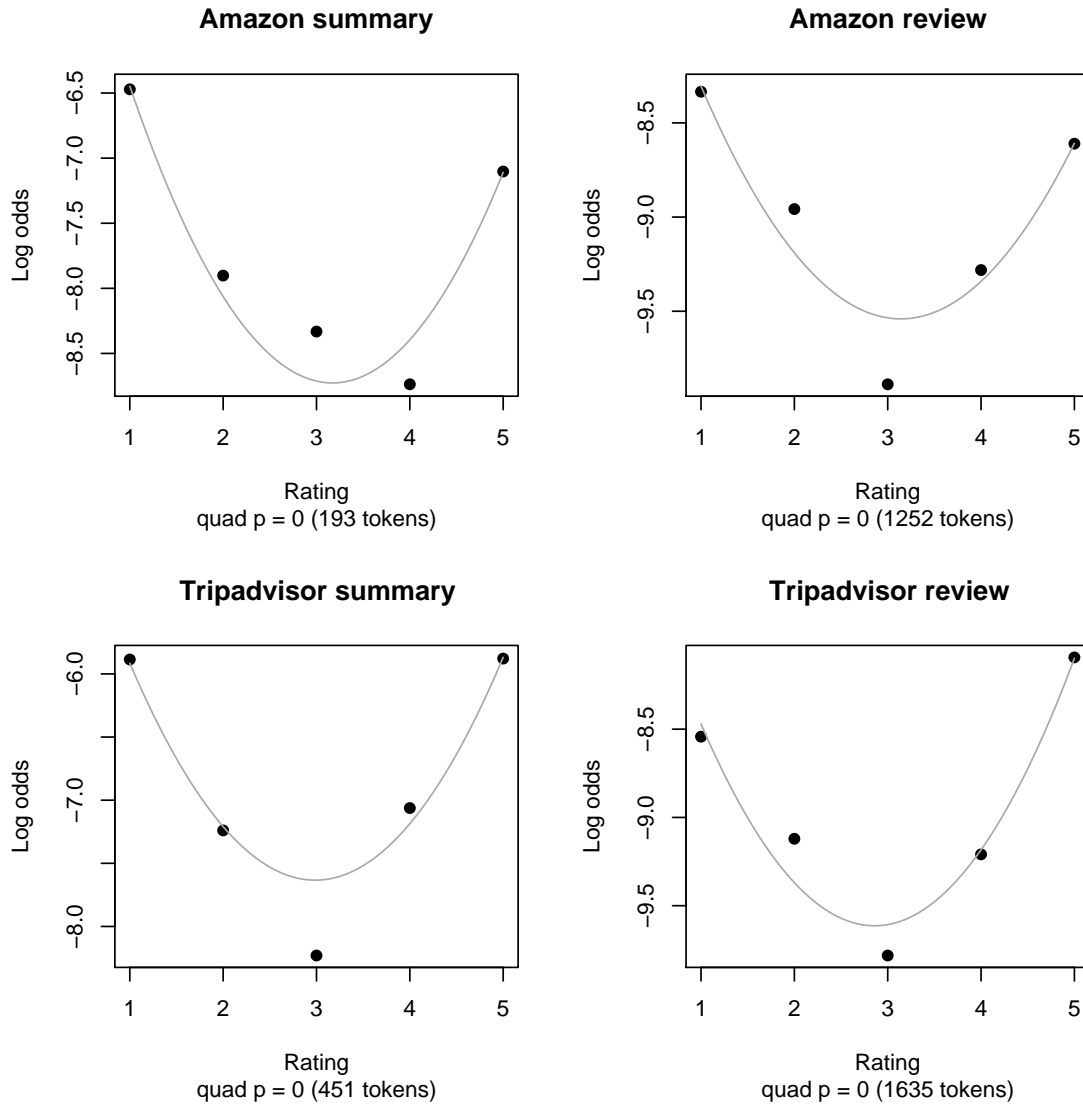 Amazon summary
Log odds
−6.5
−7.0
−7.5
−8.0
−8.5
1 2 3 4 5
Rating
quad p = 0 (193 tokens)
Amazon review
Log odds
−8.5
−9.0
−9.5
1 2 3 4 5
Rating
quad p = 0 (1252 tokens)
Tripadvisor summary
Log odds
−6.0
−7.0
−8.0
1 2 3 4 5
Rating
quad p = 0 (451 tokens)
Tripadvisor review
Log odds
−8.5
−9.0
−9.5
1 2 3 4 5
Rating
quad p = 0 (1635 tokens)